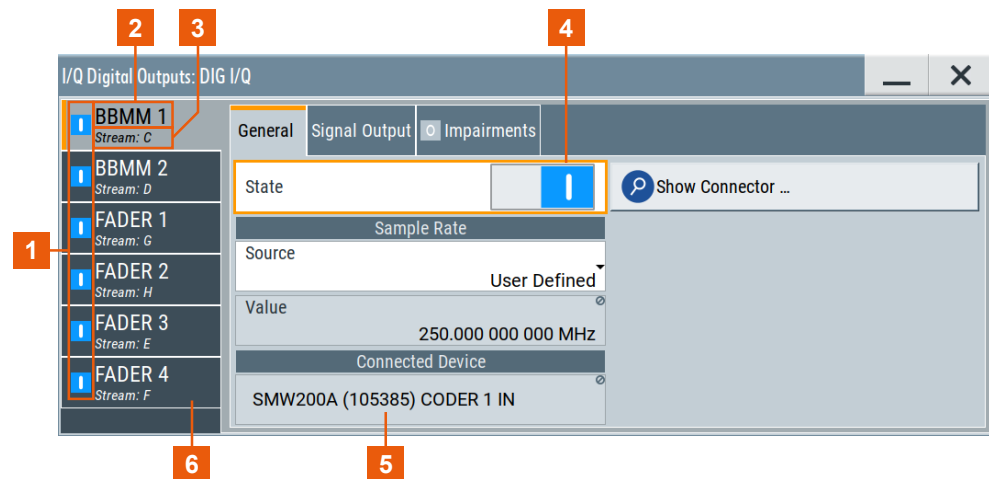 2 3 4
I/Q Digital Outputs: DIG I/Q
BBMM 1
Stream: C
BBMM 2
Stream: D
FADER 1
Stream: G
FADER 2
Stream: H
FADER 3
Stream: E
FADER 4
Stream: F
1
General Signal Output O Impairments
State
Show Connector ...
Sample Rate
Source
User Defined
Value
250.000 000 000 MHz
Connected Device
SMW200A (105385) CODER 1 IN
6 5